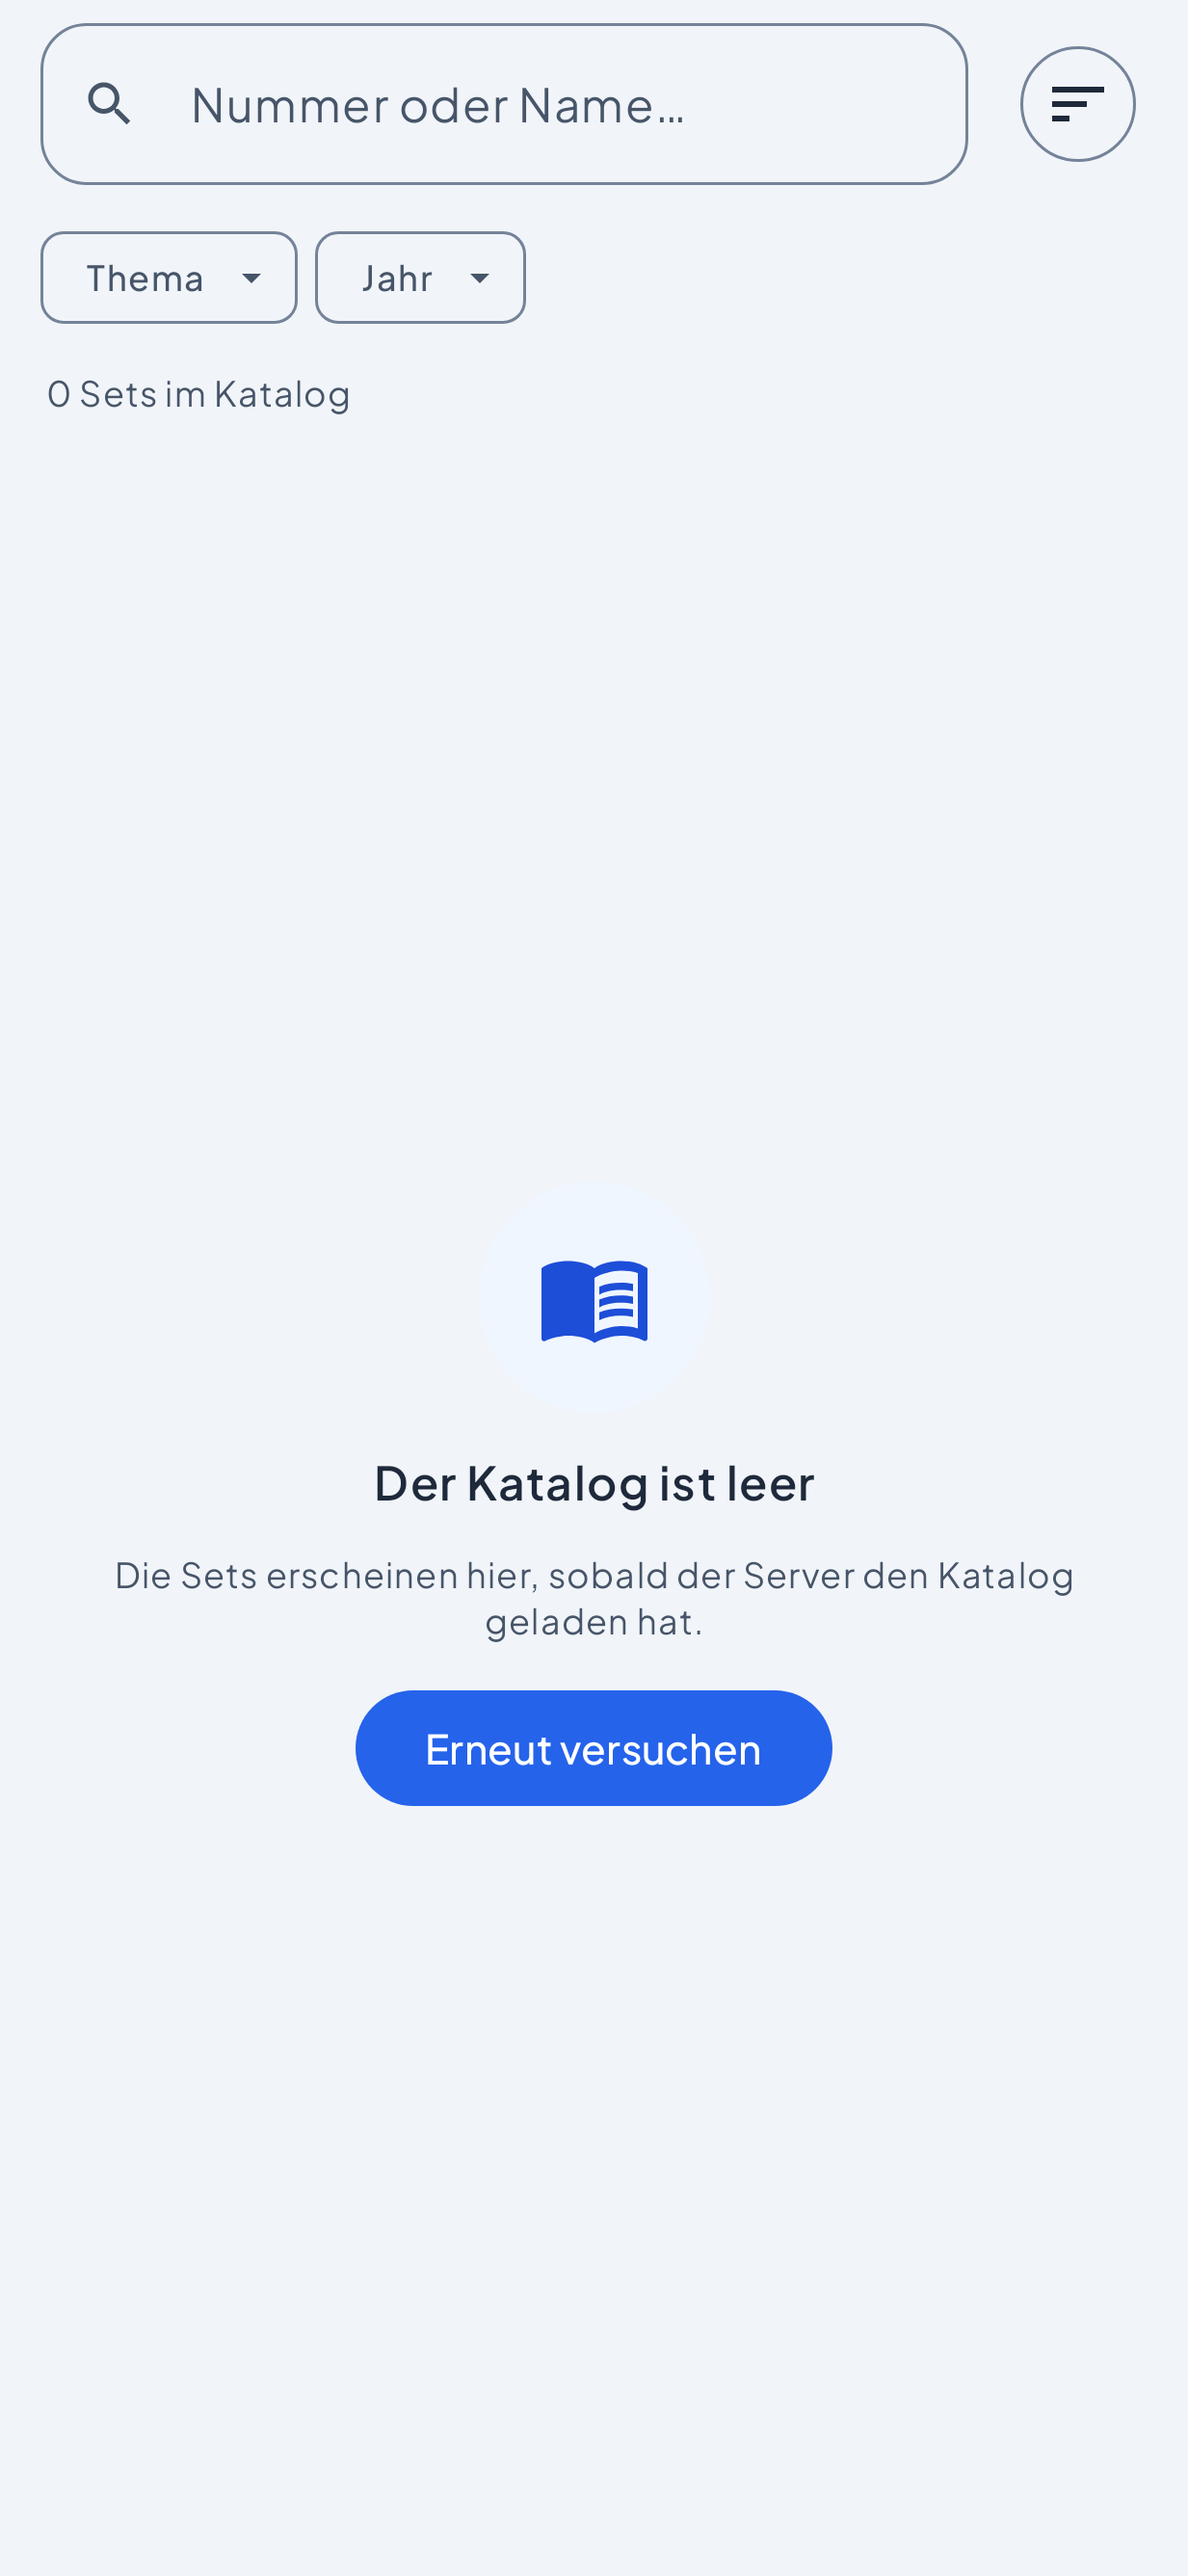 Nummer oder Name…
Thema
Jahr
0 Sets im Katalog
Der Katalog ist leer
Die Sets erscheinen hier, sobald der Server den Katalog
geladen hat.
Erneut versuchen